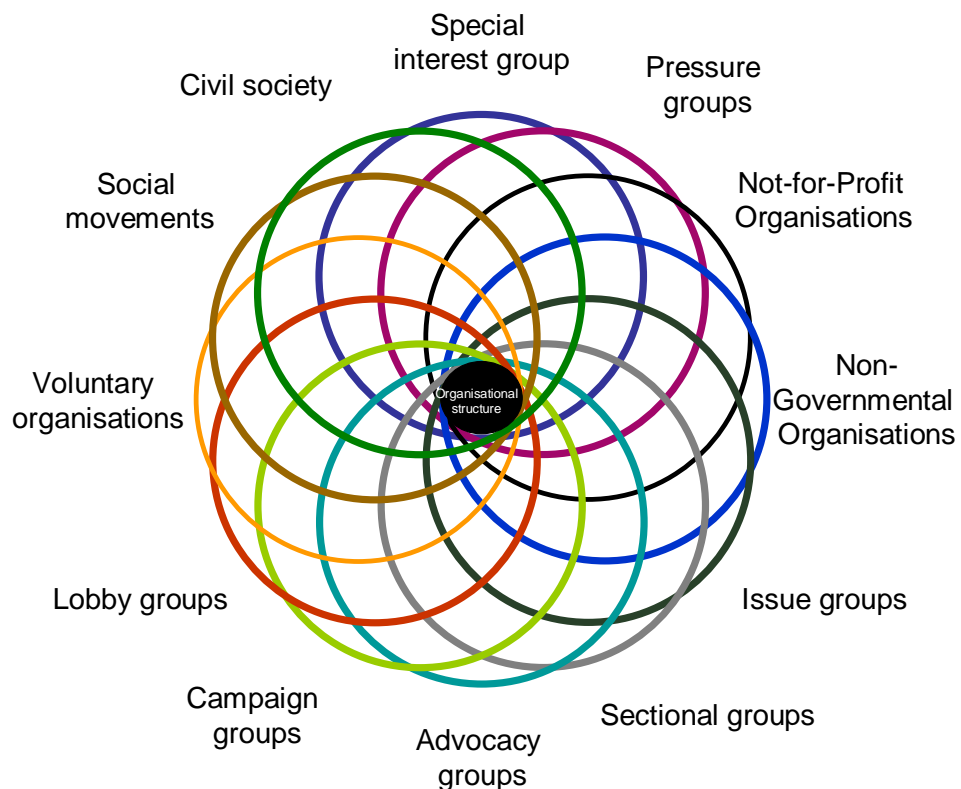 Special
interest group
Pressure
groups
Civil society
Not-for-Profit
Organisations
Social
movements
Non-
Governmental
Organisations
Voluntary
organisations
Organisational
structure
Issue groups
Lobby groups
Sectional groups
Campaign
groups
Advocacy
groups